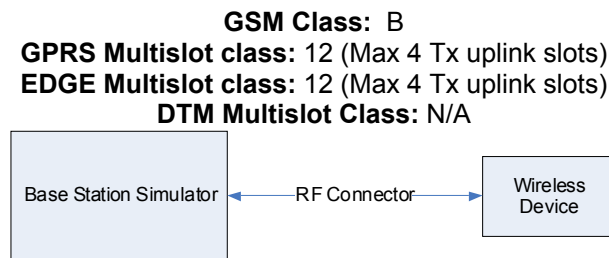 GSM Class: B
GPRS Multislot class: 12 (Max 4 Tx uplink slots)
EDGE Multislot class: 12 (Max 4 Tx uplink slots)
DTM Multislot Class: N/A
Base Station Simulator
RF Connector
Wireless
Device